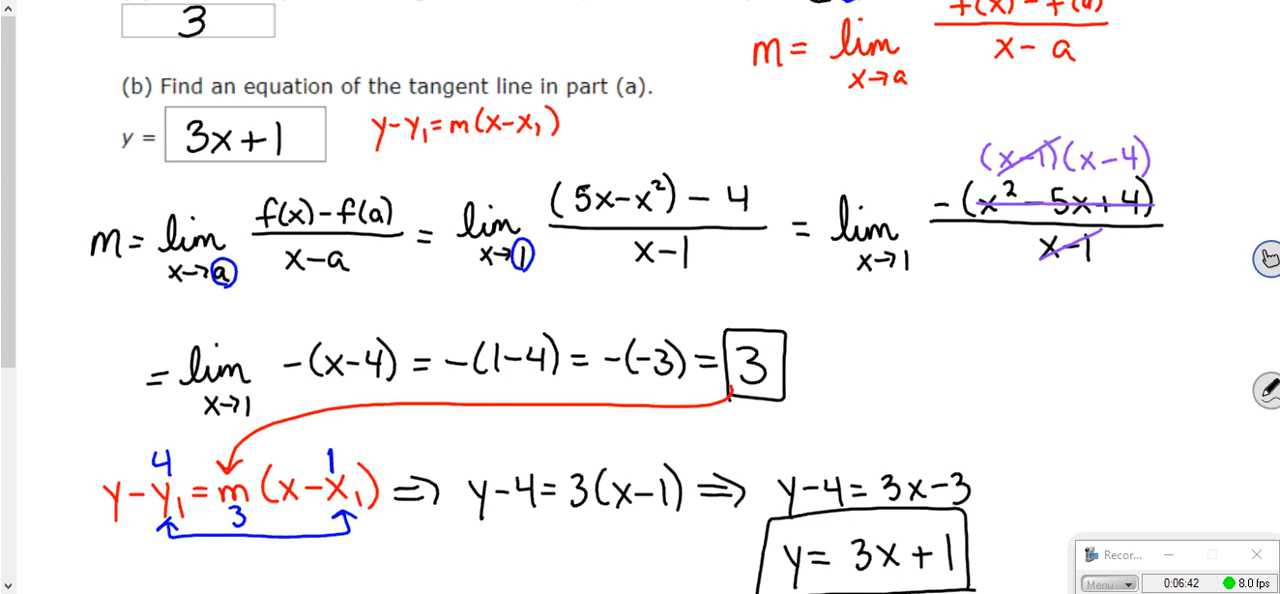 3
m = lim x→a f(x) - f(a) / x - a
(b) Find an equation of the tangent line in part (a).
y = 3x+1 y-y₁=m(x-x₁)
(x-1)(x-4)
m = lim x→a f(x)-f(a) / x-a = lim x→1 (5x-x²) - 4 / x-1 = lim x→1 -(x² - 5x+4) / x-1
= lim x→1 -(x-4) = -(1-4) = -(-3) = 3
4 1
y-y₁ = m (x-x₁) ⇒ y-4=3(x-1) ⇒ y-4=3x-3
3
y= 3x+1
Recor...
Menu 0:06:42 8.0 fps